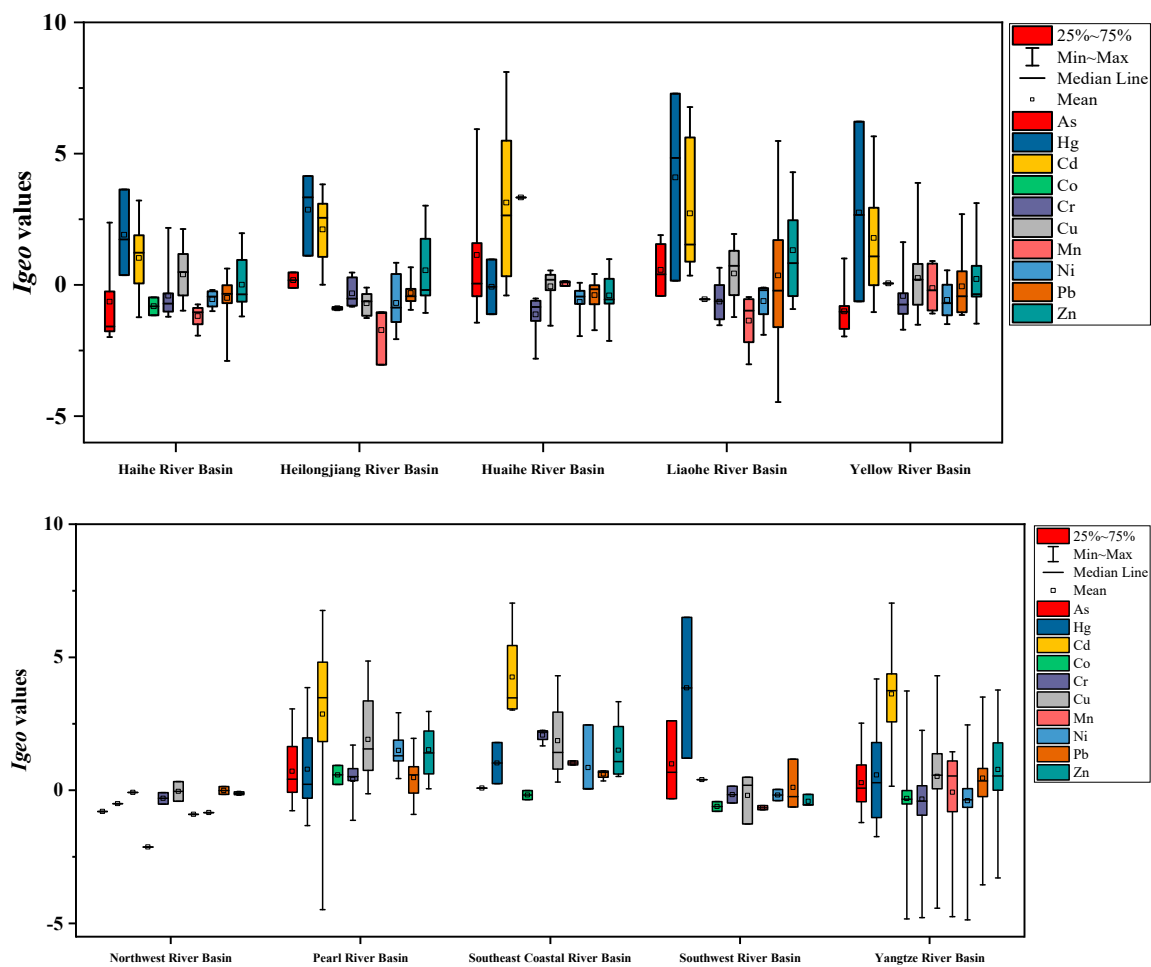 10
5
0
-5
Igeo values
Haihe River Basin
Heilongjiang River Basin
Huaihe River Basin
Liaohe River Basin
Yellow River Basin
25%~75%
Min~Max
Median Line
Mean
As
Hg
Cd
Co
Cr
Cu
Mn
Ni
Pb
Zn
10
5
0
-5
Igeo values
Northwest River Basin
Pearl River Basin
Southeast Coastal River Basin
Southwest River Basin
Yangtze River Basin
25%~75%
Min~Max
Median Line
Mean
As
Hg
Cd
Co
Cr
Cu
Mn
Ni
Pb
Zn